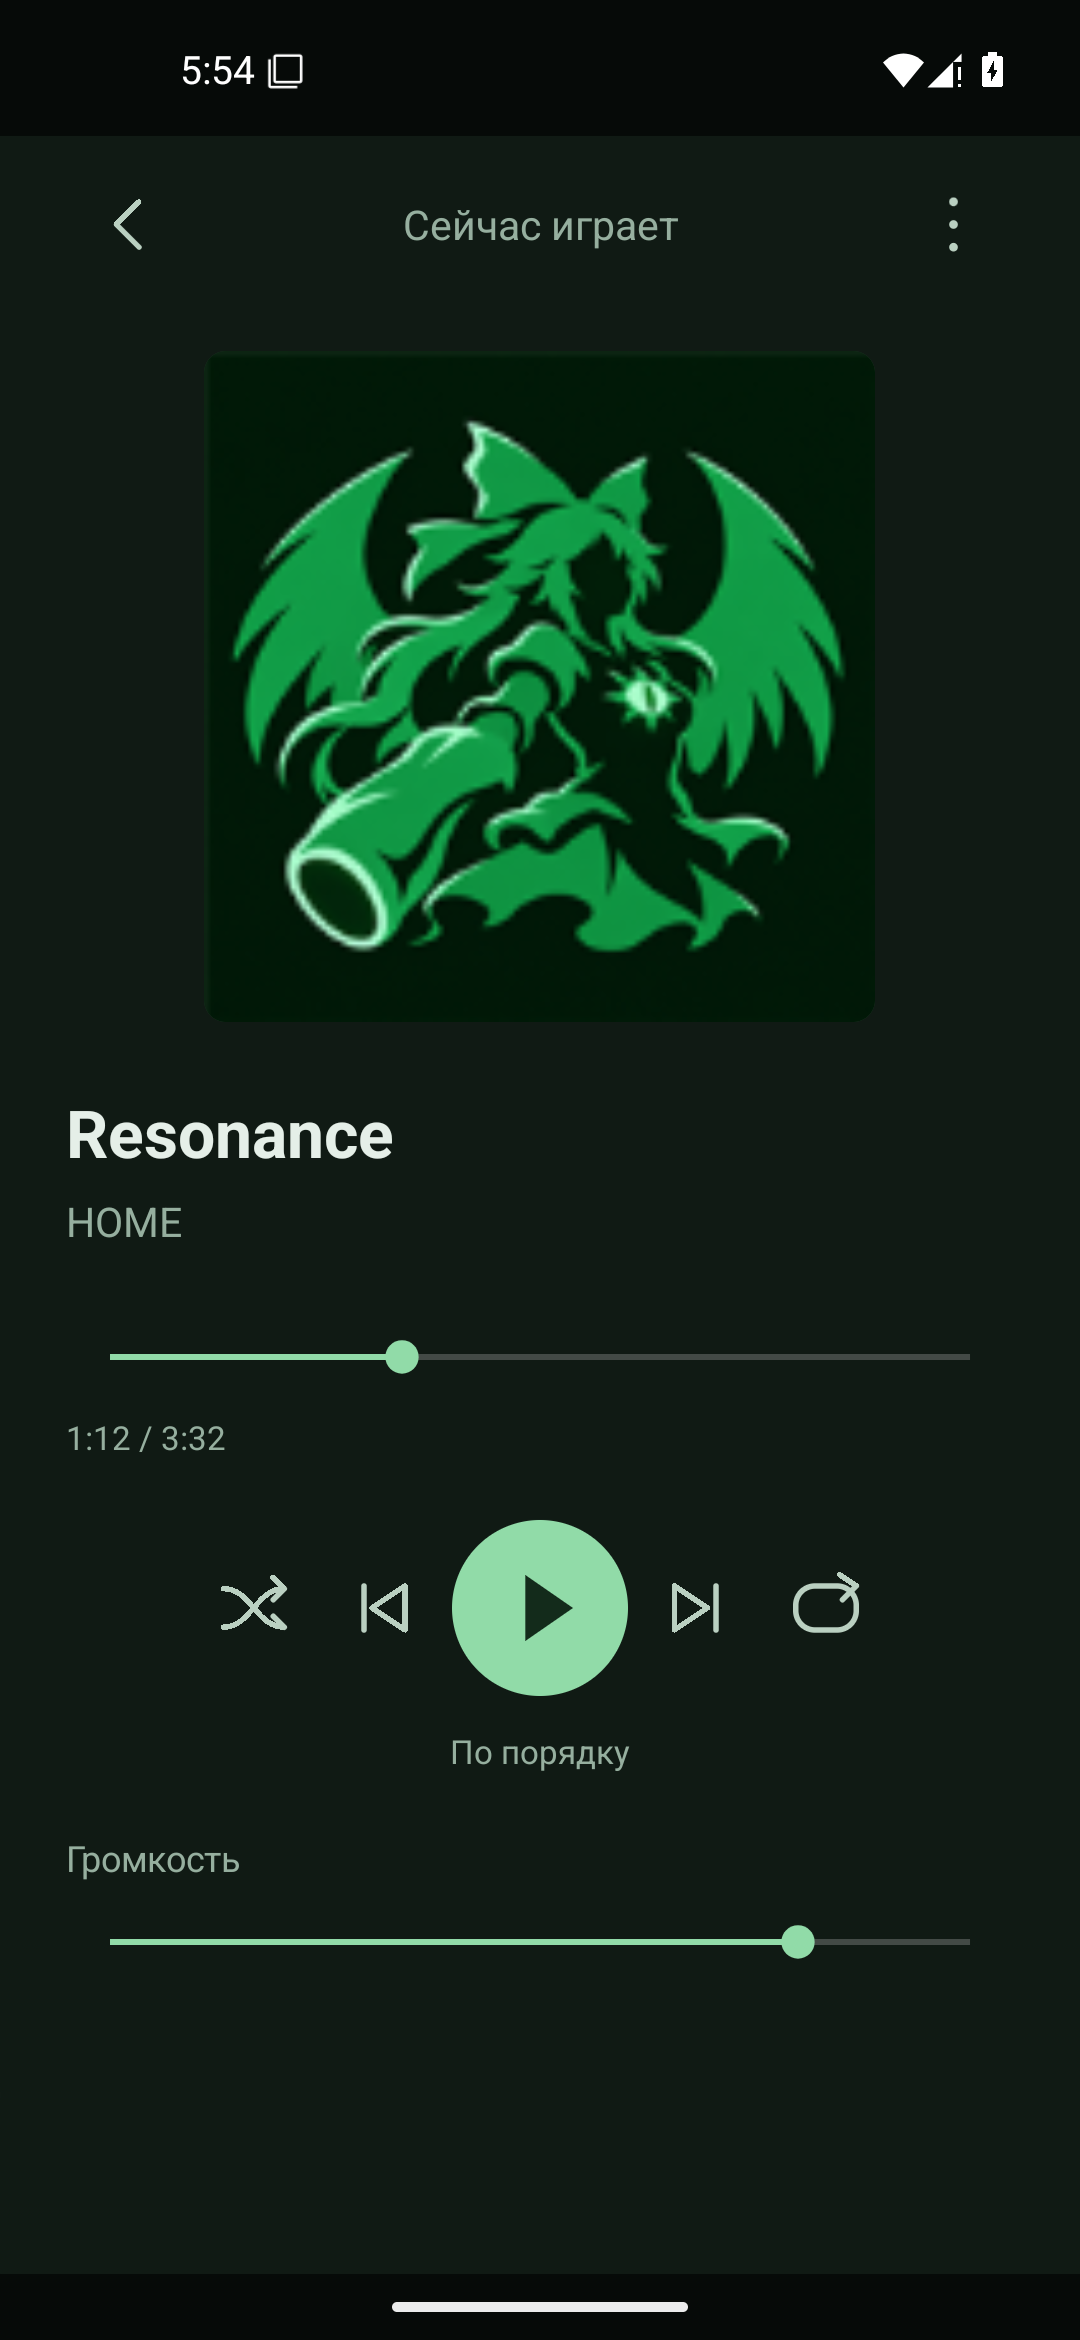 5:54
Сейчас играет
Resonance
HOME
1:12 / 3:32
По порядку
Громкость